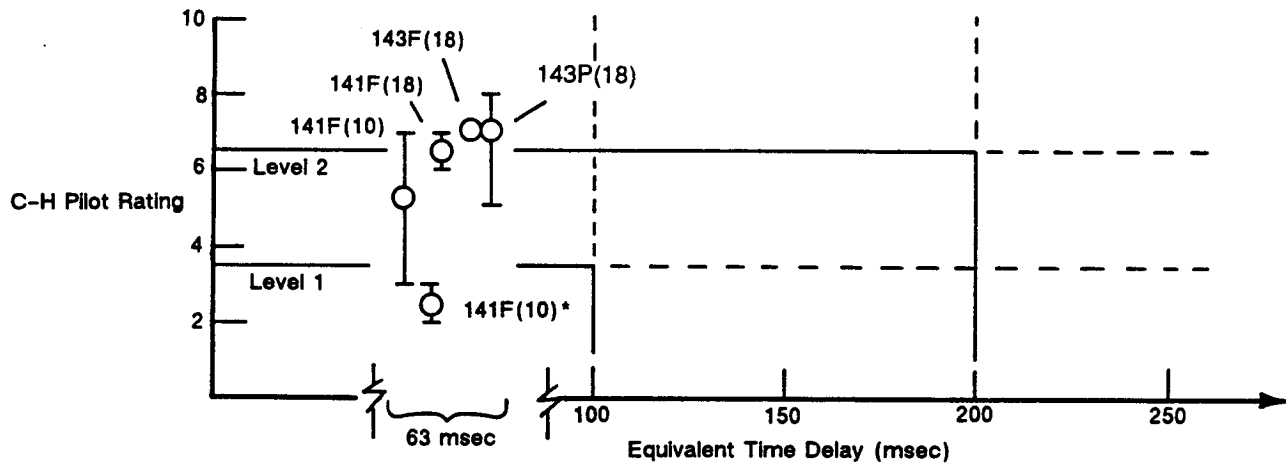 10
143F(18)
143P(18)
141F(18)
8
141F(10)
6
Level 2
C-H Pilot Rating
4
Level 1
141F(10)*
2
100
150
200
250
63 msec
Equivalent Time Delay (msec)